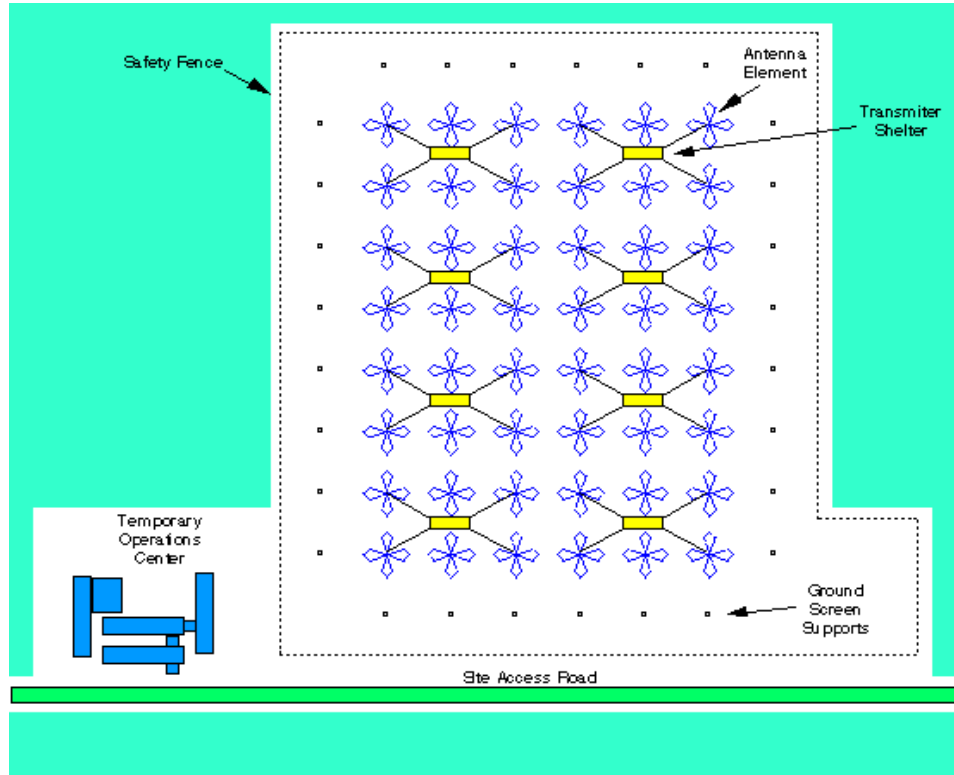 Safety Fence
Antenna
Element
Transmiter
Shelter
Temporary
Operations
Center
Ground
Screen
Supports
Site Access Road